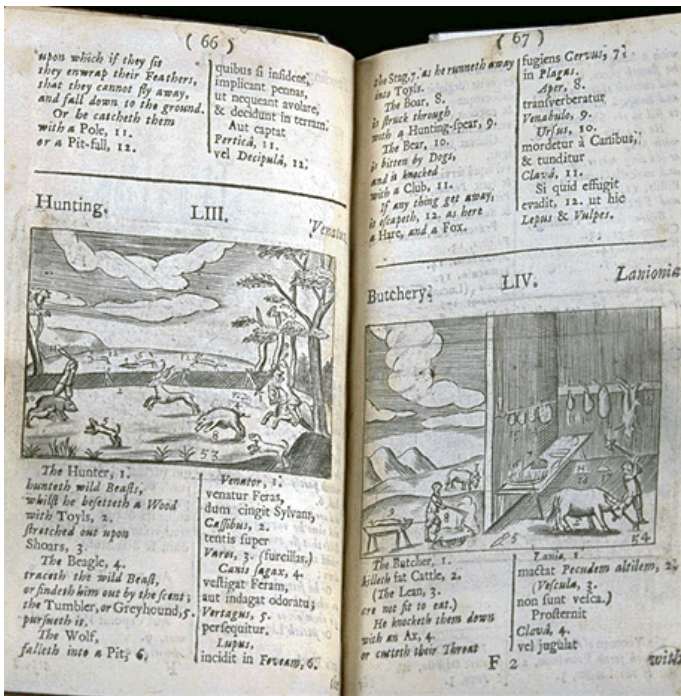 ( 66 )
upon which if they ſit
they enwrap their Feathers,
that they cannot fly away,
and fall down to the ground.
Or he catcheth them
with a Pole, 11.
or a Pit-fall, 12.
quibus ſi inſident,
implicant pennas,
ut nequeant avolare,
& decidunt in terram.
Aut captat
Perticâ, 11.
vel Decipulâ, 12.
Hunting. LIII. Venatus
53
The Hunter, 1.
hunteth wild Beaſts,
whilſt he beſetteth a Wood
with Toyls, 2.
ſtretched out upon
Shoars, 3.
The Beagle, 4.
traceth the wild Beaſt,
or findeth him out by the ſcent;
the Tumbler, or Greyhound, 5.
purſueth it.
The Wolf,
falleth into a Pit, 6.
Venator, 1.
venatur Feras,
dum cingit Sylvam,
Caſſibus, 2.
tentis ſuper
Varos, 3. (furcillas.)
Canis ſagax, 4.
veſtigat Feram,
aut indagat odoratu;
Vertagus, 5.
perſequitur.
Lupus,
incidit in Foveam, 6.
( 67 )
the Stag, 7. as he runneth away
into Toyls.
The Boar, 8.
is ſtruck through
with a Hunting-ſpear, 9.
The Bear, 10.
is bitten by Dogs,
and is knocked
with a Club, 11.
If any thing get away,
it eſcapeth, 12. as here
a Hare, and a Fox.
fugiens Cervus, 7.
in Plagas.
Aper, 8.
tranſverberatur
Venabulo, 9.
Urſus, 10.
mordetur à Canibus,
& tunditur
Clavâ, 11.
Si quid effugit
evadit, 12. ut hic
Lepus & Vulpes.
Butchery. LIV. Lanionia
54
The Butcher, 1.
killeth fat Cattle, 2.
(The Lean, 3.
are not fit to eat.)
He knocketh them down
with an Ax, 4.
or cutteth their Throat
Lanio, 1.
mactat Pecudem altilem, 2.
(Veſcula, 3.
non ſunt veſca.)
Proſternit
Clavâ, 4.
vel jugulat
F 2
with